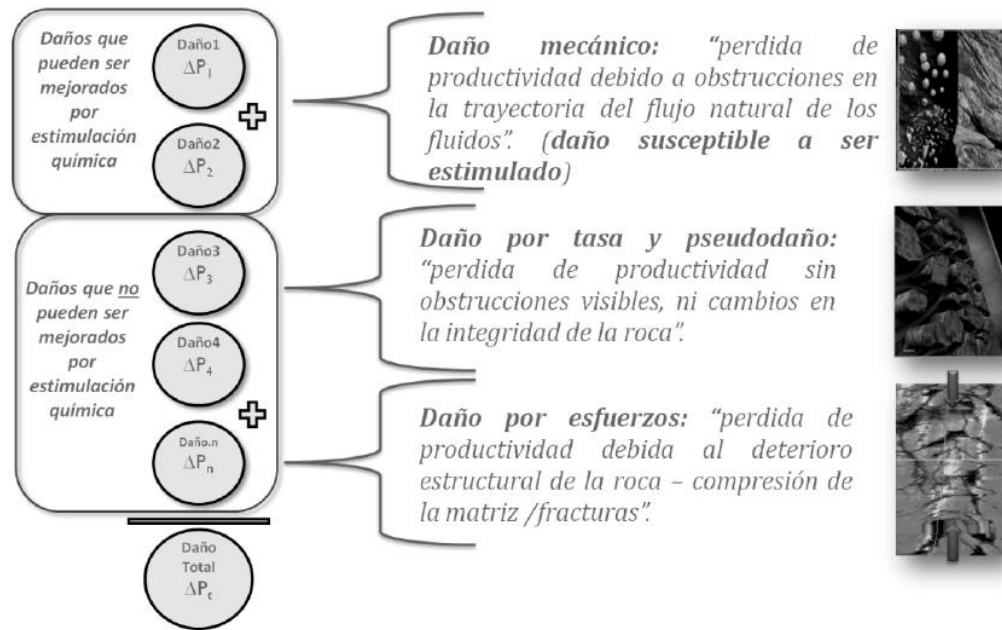 Daños que
pueden ser
mejorados
por
estimulación
química
Daño1
ΔP1
Daño2
ΔP2
Daño mecánico: “perdida de
productividad debido a obstrucciones en
la trayectoria del flujo natural de los
fluidos”. (daño susceptible a ser
estimulado)
Daños que no
pueden ser
mejorados
por
estimulación
química
Daño3
ΔP3
Daño4
ΔP4
Daño.n
ΔPn
Daño por tasa y pseudodaño:
“perdida de productividad sin
obstrucciones visibles, ni cambios en
la integridad de la roca”.
Daño por esfuerzos: “perdida de
productividad debida al deterioro
estructural de la roca – compresión de
la matriz /fracturas”.
Daño
Total
ΔPt